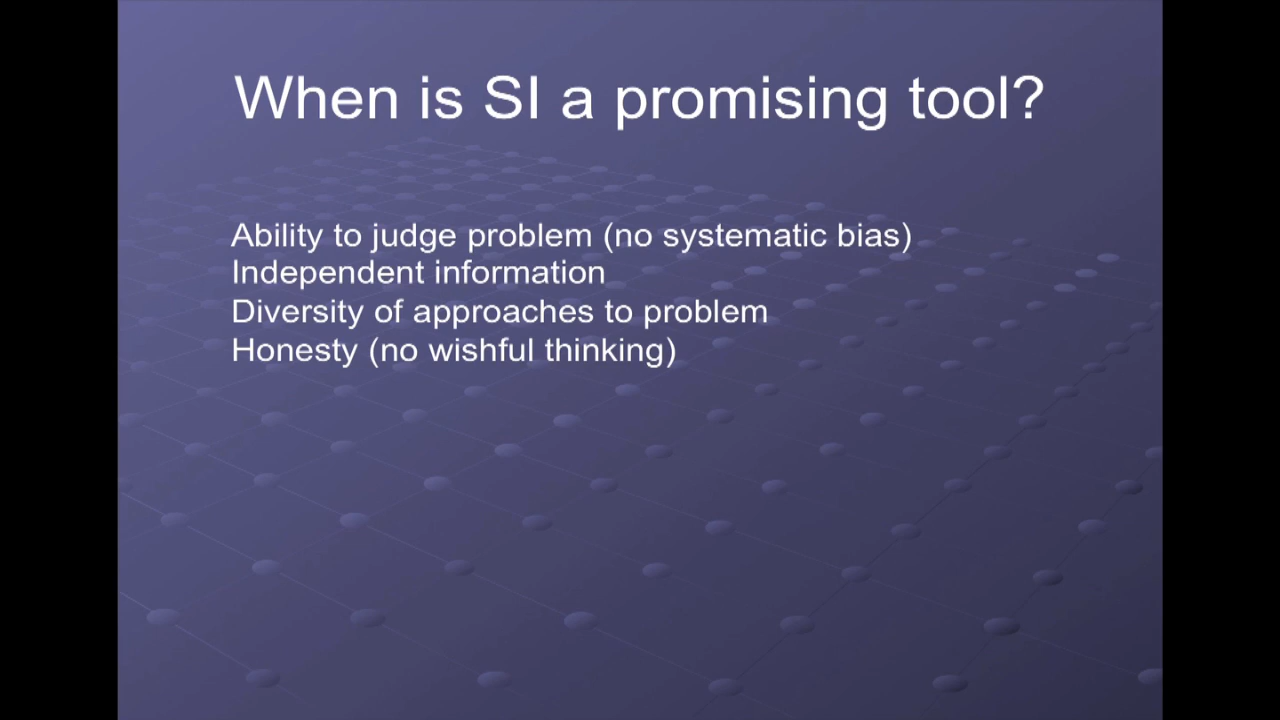 When is SI a promising tool?
Ability to judge problem (no systematic bias)
Independent information
Diversity of approaches to problem
Honesty (no wishful thinking)